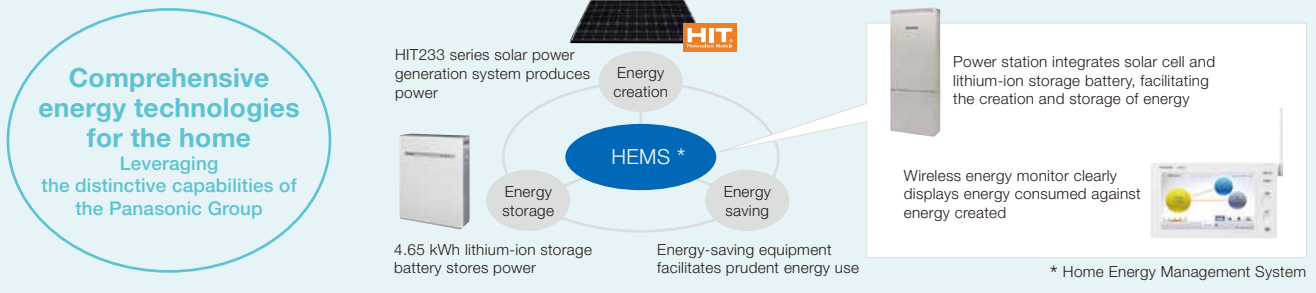 Comprehensive
energy technologies
for the home
Leveraging
the distinctive capabilities of
the Panasonic Group
HIT233 series solar power
generation system produces
power
HIT®
Photovoltaic Module
Energy
creation
HEMS *
Energy
storage
Energy
saving
4.65 kWh lithium-ion storage
battery stores power
Energy-saving equipment
facilitates prudent energy use
Power station integrates solar cell and
lithium-ion storage battery, facilitating
the creation and storage of energy
Wireless energy monitor clearly
displays energy consumed against
energy created
* Home Energy Management System